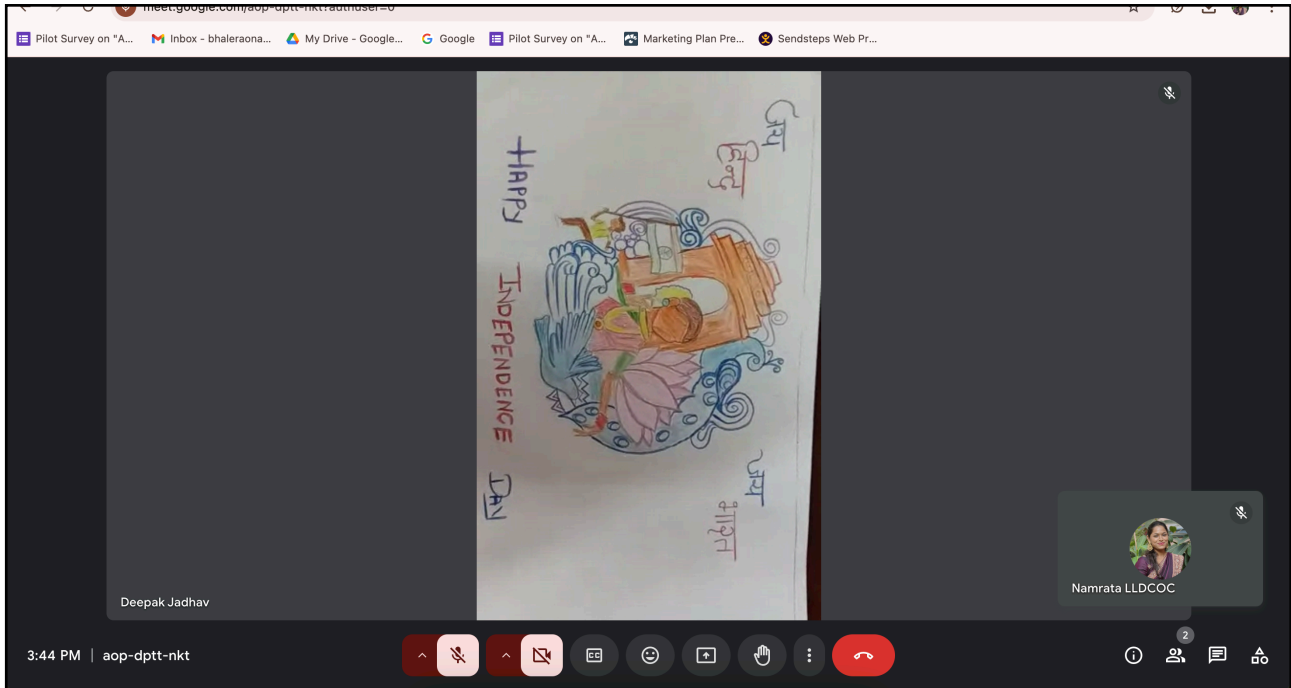 Pilot Survey on "A...
Inbox - bhaleraona...
My Drive - Google...
Google
Pilot Survey on "A...
Marketing Plan Pre...
Sendsteps Web Pr...
जय
हिन्द
जय
भारत
HAPPY INDEPENDENCE DAY
Deepak Jadhav
Namrata LLDCOC
3:44 PM | aop-dptt-nkt
CC
2